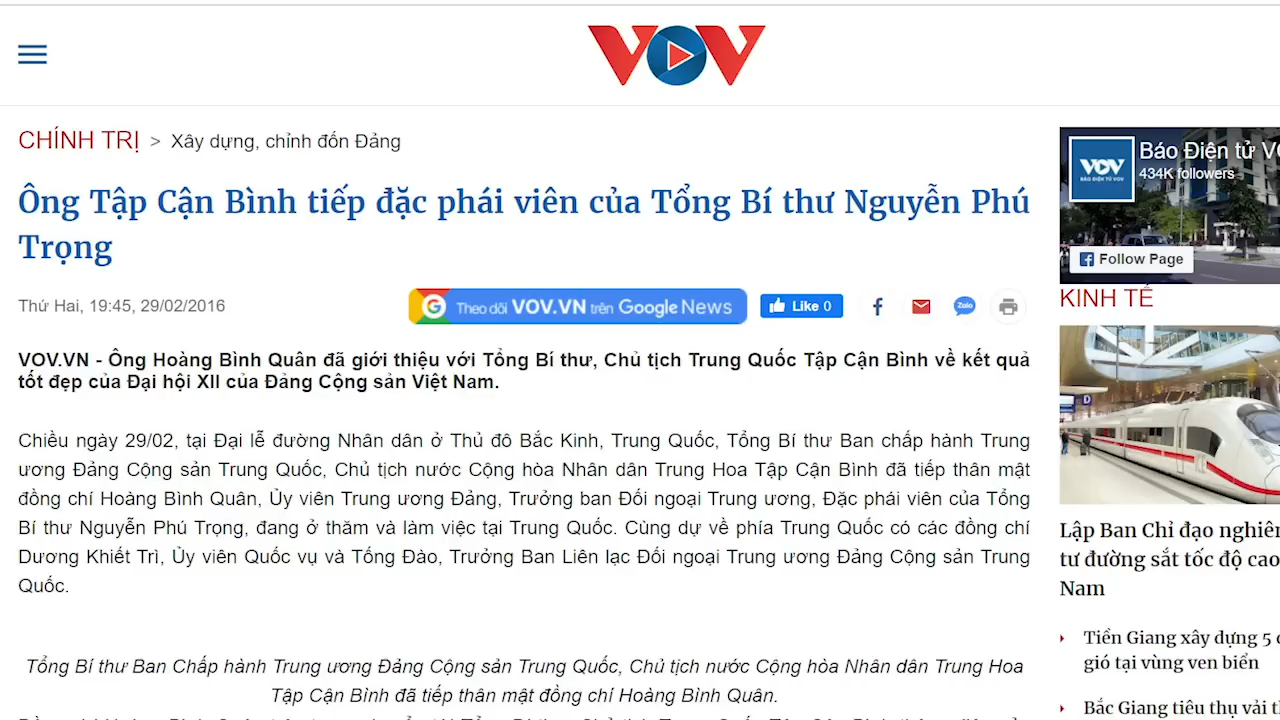 VOV
CHÍNH TRỊ > Xây dựng, chỉnh đốn Đảng
Ông Tập Cận Bình tiếp đặc phái viên của Tổng Bí thư Nguyễn Phú
Trọng
Thứ Hai, 19:45, 29/02/2016
Theo dõi VOV.VN trên Google News
Like 0
Zalo
VOV.VN - Ông Hoàng Bình Quân đã giới thiệu với Tổng Bí thư, Chủ tịch Trung Quốc Tập Cận Bình về kết quả
tốt đẹp của Đại hội XII của Đảng Cộng sản Việt Nam.
Chiều ngày 29/02, tại Đại lễ đường Nhân dân ở Thủ đô Bắc Kinh, Trung Quốc, Tổng Bí thư Ban chấp hành Trung
ương Đảng Cộng sản Trung Quốc, Chủ tịch nước Cộng hòa Nhân dân Trung Hoa Tập Cận Bình đã tiếp thân mật
đồng chí Hoàng Bình Quân, Ủy viên Trung ương Đảng, Trưởng ban Đối ngoại Trung ương, Đặc phái viên của Tổng
Bí thư Nguyễn Phú Trọng, đang ở thăm và làm việc tại Trung Quốc. Cùng dự về phía Trung Quốc có các đồng chí
Dương Khiết Trì, Ủy viên Quốc vụ và Tống Đào, Trưởng Ban Liên lạc Đối ngoại Trung ương Đảng Cộng sản Trung
Quốc.
Tổng Bí thư Ban Chấp hành Trung ương Đảng Cộng sản Trung Quốc, Chủ tịch nước Cộng hòa Nhân dân Trung Hoa
Tập Cận Bình đã tiếp thân mật đồng chí Hoàng Bình Quân.
VOV
BÁO ĐIỆN TỬ VOV
Báo Điện tử VO
434K followers
Follow Page
KINH TẾ
D
Lập Ban Chỉ đạo nghiên
tư đường sắt tốc độ cao
Nam
Tiền Giang xây dựng 5
gió tại vùng ven biển
Bắc Giang tiêu thụ vải t